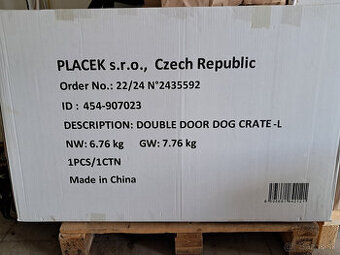 PLACEK s.r.o., Czech Republic
Order No.: 22/24 N°2435592
ID : 454-907023
DESCRIPTION: DOUBLE DOOR DOG CRATE -L
NW: 6.76 kg GW: 7.76 kg
1PCS/1CTN
Made in China